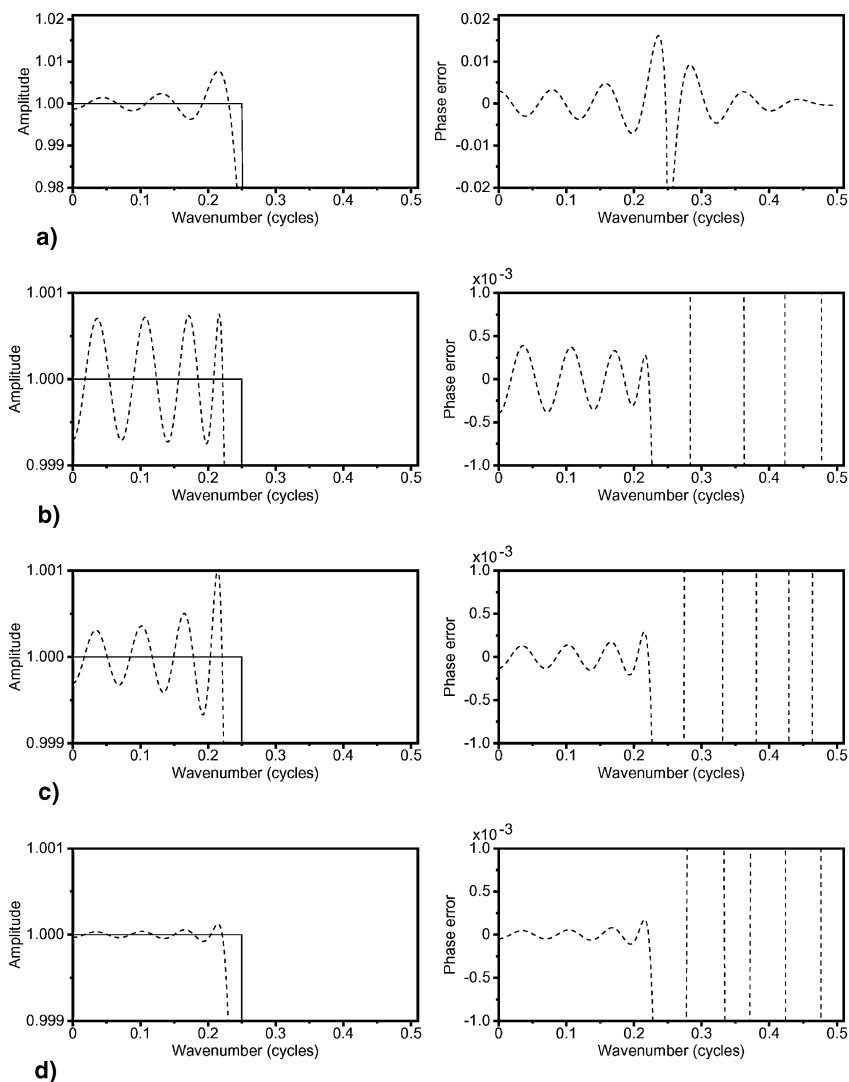 1.02
1.01
1.00
0.99
0.98
Amplitude
0 0.1 0.2 0.3 0.4 0.5
Wavenumber (cycles)
0.02
0.01
0
-0.01
-0.02
Phase error
0 0.1 0.2 0.3 0.4 0.5
Wavenumber (cycles)
a)
1.001
1.000
0.999
Amplitude
0 0.1 0.2 0.3 0.4 0.5
Wavenumber (cycles)
x10-3
1.0
0.5
0
-0.5
-1.0
Phase error
0 0.1 0.2 0.3 0.4 0.5
Wavenumber (cycles)
b)
1.001
1.000
0.999
Amplitude
0 0.1 0.2 0.3 0.4 0.5
Wavenumber (cycles)
x10-3
1.0
0.5
0
-0.5
-1.0
Phase error
0 0.1 0.2 0.3 0.4 0.5
Wavenumber (cycles)
c)
1.001
1.000
0.999
Amplitude
0 0.1 0.2 0.3 0.4 0.5
Wavenumber (cycles)
x10-3
1.0
0.5
0
-0.5
-1.0
Phase error
0 0.1 0.2 0.3 0.4 0.5
Wavenumber (cycles)
d)